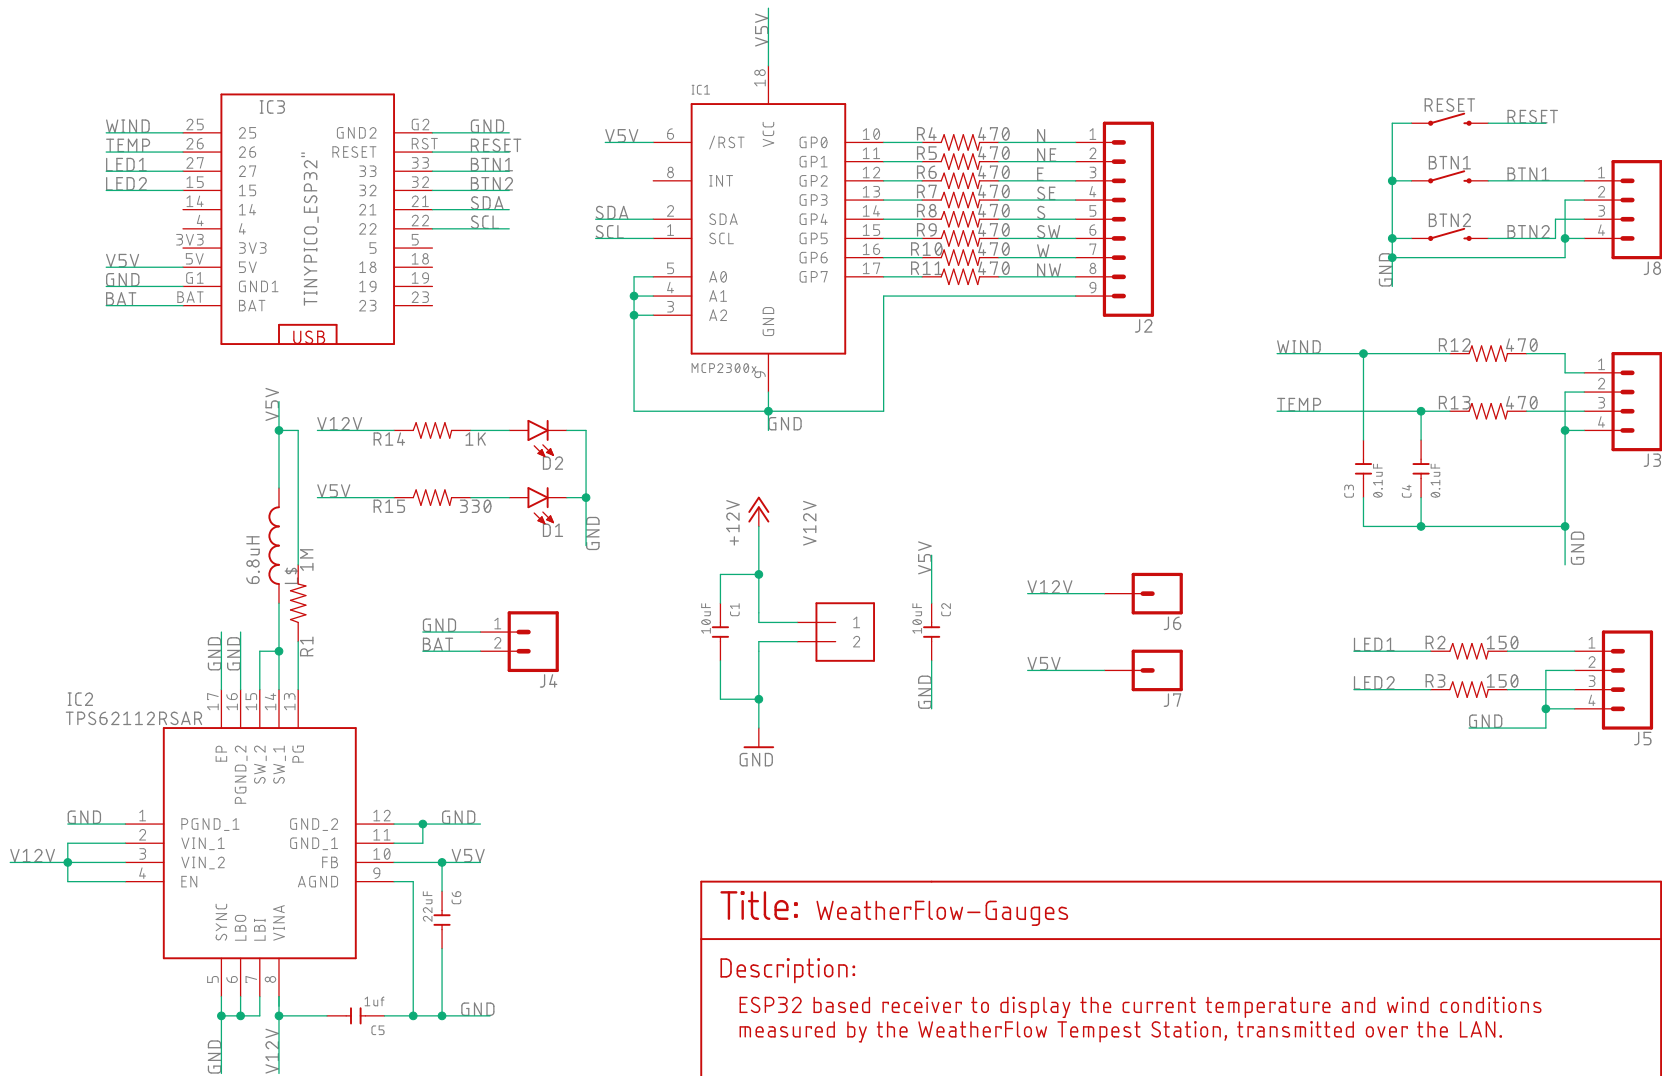 IC3
TINYPICO_ESP32"
USB
WIND 25 25
TEMP 26 26
LED1 27 27
LED2 15 15
14 14
4 4
3V3 3V3
V5V 5V 5V
GND G1 GND1
BAT BAT BAT
GND2 G2 GND
RESET RST RESET
33 33 BTN1
32 32 BTN2
21 21 SDA
22 22 SCL
5 5
18 18
19 19
23 23
V5V
18
IC1
VCC
V5V 6 /RST
8 INT
SDA 2 SDA
SCL 1 SCL
5 A0
4 A1
3 A2
GND
9
MCP2300x
GND
GP0 10 R4 470 N 1
GP1 11 R5 470 NE 2
GP2 12 R6 470 E 3
GP3 13 R7 470 SE 4
GP4 14 R8 470 S 5
GP5 15 R9 470 SW 6
GP6 16 R10 470 W 7
GP7 17 R11 470 NW 8
9
J2
RESET RESET
BTN1 BTN1
BTN2 BTN2
GND
1
2
3
4
J8
WIND R12 470
TEMP R13 470
C3 0.1uF
C4 0.1uF
GND
1
2
3
4
J3
V5V
6.8uH
L$
1M
R1
V12V R14 1K D2
V5V R15 330 D1
GND
GND 1
BAT 2
J4
+12V
V12V
10uF C1
1
2
GND
V5V
10uF C2
GND
V12V
J6
V5V
J7
LED1 R2 150 1
2
LED2 R3 150 3
4
GND
J5
IC2
TPS62112RSAR
GND GND
17 16 15 14 13
EP PGND_2 SW_2 SW_1 PG
GND 1 PGND_1
2 VIN_1
V12V 3 VIN_2
4 EN
GND_2 12 GND
GND_1 11
FB 10 V5V
AGND 9
SYNC LBO LBI VINA
5 6 7 8
22uF C6
1uf
C5
GND
GND
V12V
Title: WeatherFlow-Gauges
Description:
ESP32 based receiver to display the current temperature and wind conditions
measured by the WeatherFlow Tempest Station, transmitted over the LAN.